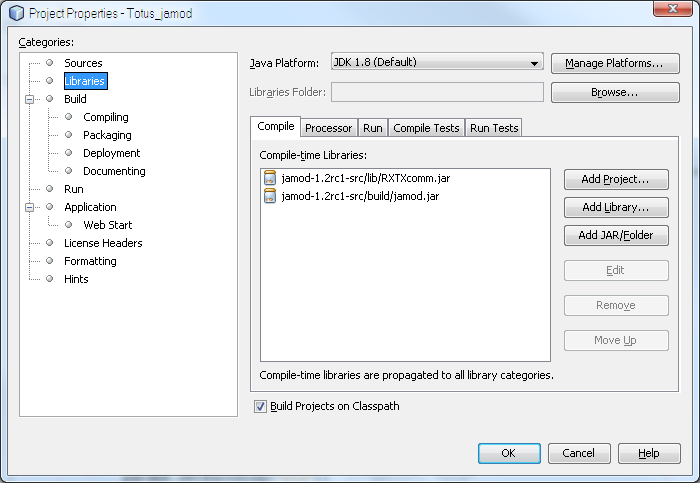 Project Properties - Totus_jamod
Categories:
Sources
Libraries
Build
Compiling
Packaging
Deployment
Documenting
Run
Application
Web Start
License Headers
Formatting
Hints
Java Platform:
JDK 1.8 (Default)
Manage Platforms...
Libraries Folder:
Browse...
Compile
Processor
Run
Compile Tests
Run Tests
Compile-time Libraries:
jamod-1.2rc1-src/lib/RXTXcomm.jar
jamod-1.2rc1-src/build/jamod.jar
Add Project...
Add Library...
Add JAR/Folder
Edit
Remove
Move Up
Compile-time libraries are propagated to all library categories.
Build Projects on Classpath
OK
Cancel
Help